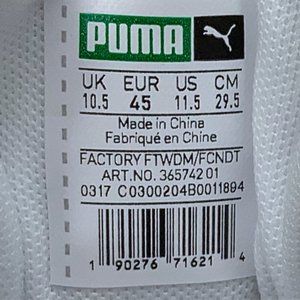 PUMA
UK EUR US CM
10.5 45 11.5 29.5
Made in China
Fabriqué en Chine
FACTORY FTWDM/FCNDT
ART.NO. 365742 01
0317 C0300204B0011894
1 90276 71621 4